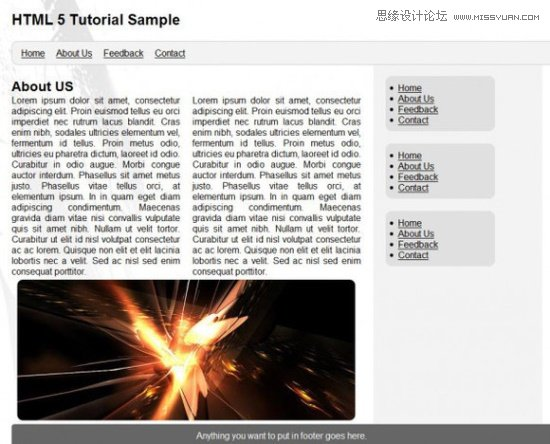 HTML 5 Tutorial Sample
思缘设计论坛 WWW.MISSYUAN.COM
Home About Us Feedback Contact
About US
Lorem ipsum dolor sit amet, consectetur
adipiscing elit. Proin euismod tellus eu orci
imperdiet nec rutrum lacus blandit. Cras
enim nibh, sodales ultricies elementum vel,
fermentum id tellus. Proin metus odio,
ultricies eu pharetra dictum, laoreet id odio.
Curabitur in odio augue. Morbi congue
auctor interdum. Phasellus sit amet metus
justo. Phasellus vitae tellus orci, at
elementum ipsum. In in quam eget diam
adipiscing condimentum. Maecenas
gravida diam vitae nisi convallis vulputate
quis sit amet nibh. Nullam ut velit tortor.
Curabitur ut elit id nisl volutpat consectetur
ac ac lorem. Quisque non elit et elit lacinia
lobortis nec a velit. Sed ac nisl sed enim
consequat porttitor.
Lorem ipsum dolor sit amet, consectetur
adipiscing elit. Proin euismod tellus eu orci
imperdiet nec rutrum lacus blandit. Cras
enim nibh, sodales ultricies elementum vel,
fermentum id tellus. Proin metus odio,
ultricies eu pharetra dictum, laoreet id odio.
Curabitur in odio augue. Morbi congue
auctor interdum. Phasellus sit amet metus
justo. Phasellus vitae tellus orci, at
elementum ipsum. In in quam eget diam
adipiscing condimentum. Maecenas
gravida diam vitae nisi convallis vulputate
quis sit amet nibh. Nullam ut velit tortor.
Curabitur ut elit id nisl volutpat consectetur
ac ac lorem. Quisque non elit et elit lacinia
lobortis nec a velit. Sed ac nisl sed enim
consequat porttitor.
Home
About Us
Feedback
Contact
Home
About Us
Feedback
Contact
Home
About Us
Feedback
Contact
Anything you want to put in footer goes here.